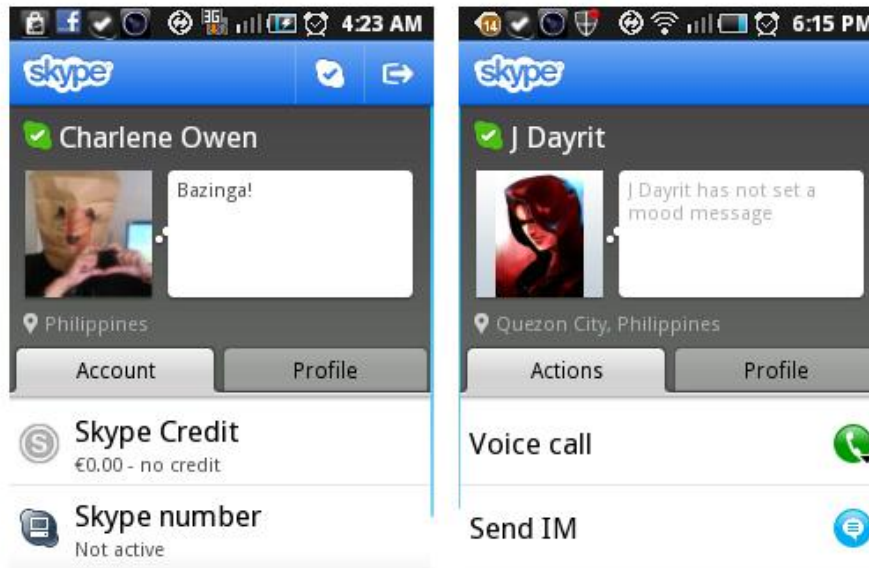 3G
4:23 AM
skype
Charlene Owen
Bazinga!
Philippines
Account
Profile
S
Skype Credit
€0.00 - no credit
Skype number
Not active
14
6:15 PM
skype
J Dayrit
J Dayrit has not set a
mood message
Quezon City, Philippines
Actions
Profile
Voice call
Send IM